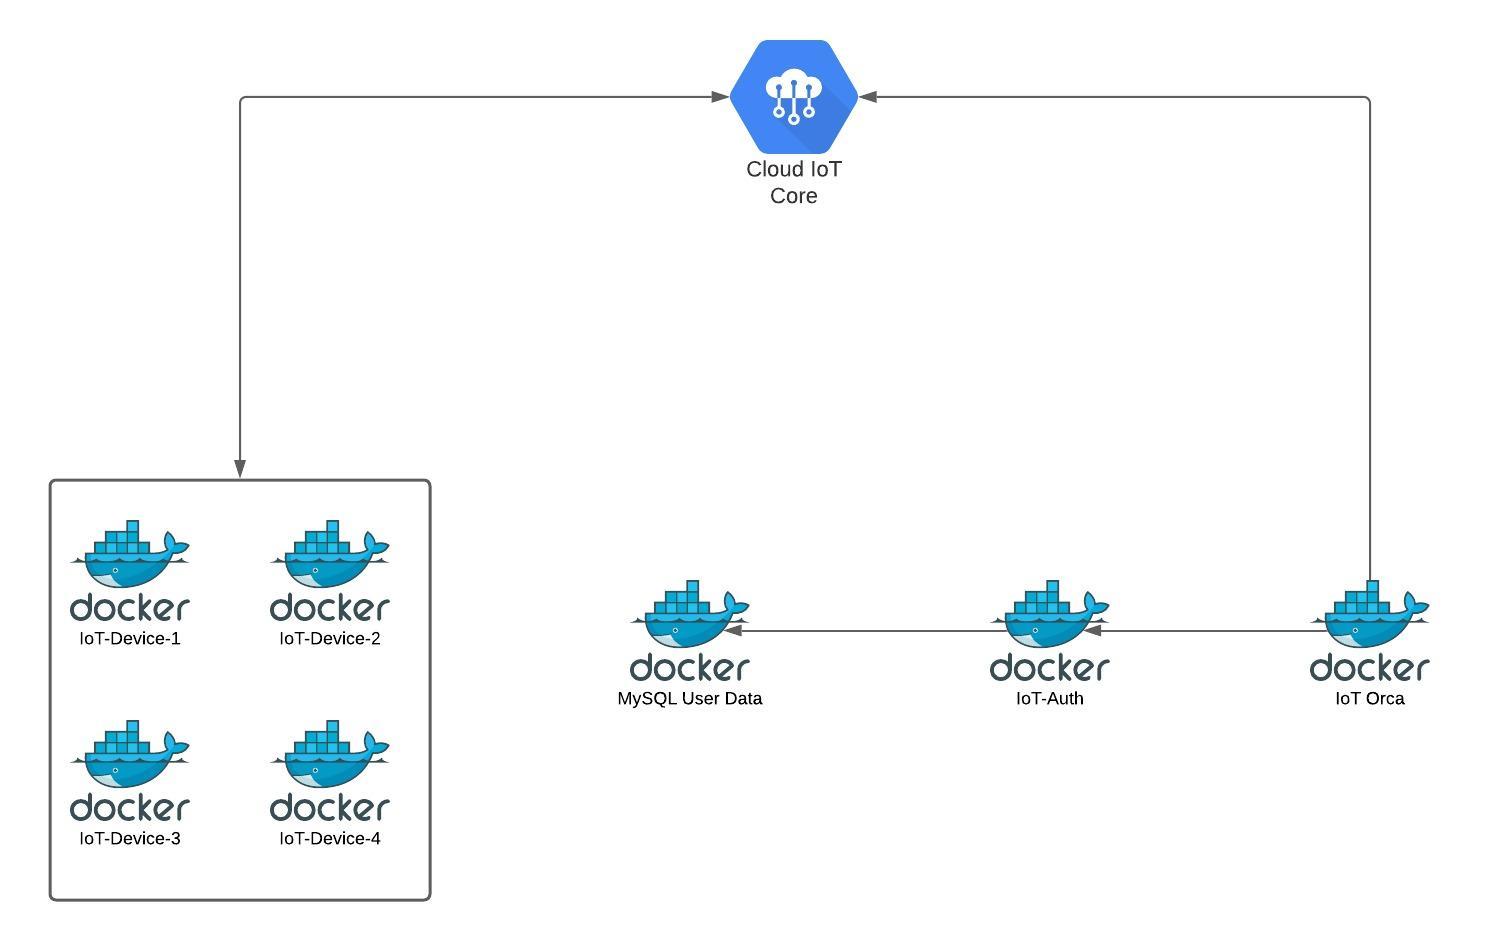 Cloud IoT
Core
docker
IoT-Device-1
docker
IoT-Device-2
docker
IoT-Device-3
docker
IoT-Device-4
docker
MySQL User Data
docker
IoT-Auth
docker
IoT Orca